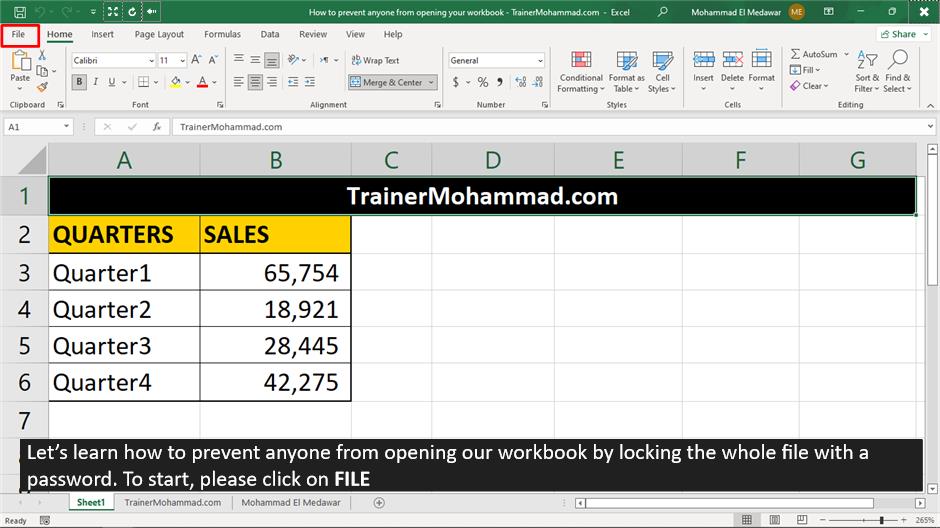 How to prevent anyone from opening your workbook - TrainerMohammad.com - Excel
Mohammad El Medawar ME
File Home Insert Page Layout Formulas Data Review View Help Share
Paste
Clipboard
Calibri 11 A A
B I U A
Font
Wrap Text
Merge & Center
Alignment
General
$ % , .00
Number
Conditional Formatting
Format as Table
Cell Styles
Styles
Insert Delete Format
Cells
AutoSum
Fill
Clear
Sort & Filter
Find & Select
Editing
A1 fx TrainerMohammad.com
A B C D E F G
1 TrainerMohammad.com
2 QUARTERS SALES
3 Quarter1 65,754
4 Quarter2 18,921
5 Quarter3 28,445
6 Quarter4 42,275
7
Let’s learn how to prevent anyone from opening our workbook by locking the whole file with a
password. To start, please click on FILE
Sheet1 TrainerMohammad.com Mohammad El Medawar
Ready 265%